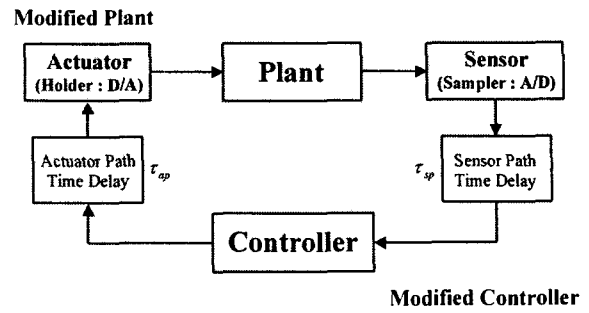 Modified Plant
Actuator
(Holder : D/A)
Plant
Sensor
(Sampler : A/D)
Actuator Path
Time Delay
τap
τsp
Sensor Path
Time Delay
Controller
Modified Controller